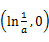 (ln 1/a, 0)